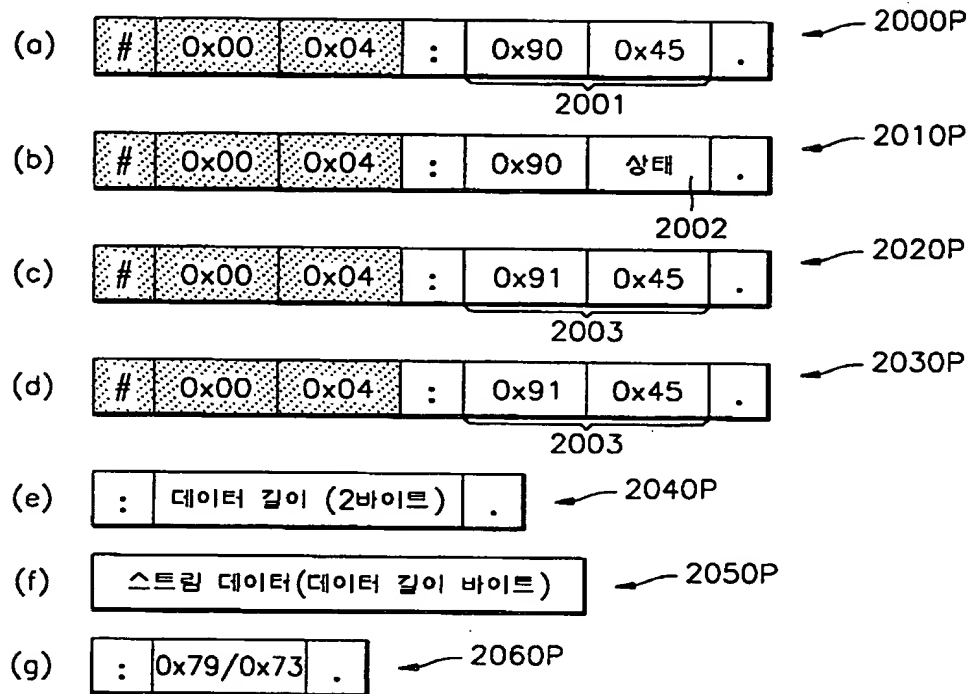 (a) # 0x00 0x04 : 0x90 0x45 . 2000P
2001
(b) # 0x00 0x04 : 0x90 상태 . 2010P
2002
(c) # 0x00 0x04 : 0x91 0x45 . 2020P
2003
(d) # 0x00 0x04 : 0x91 0x45 . 2030P
2003
(e) : 데이터 길이 (2바이트) . 2040P
(f) 스트림 데이터(데이터 길이 바이트) 2050P
(g) : 0x79/0x73 . 2060P